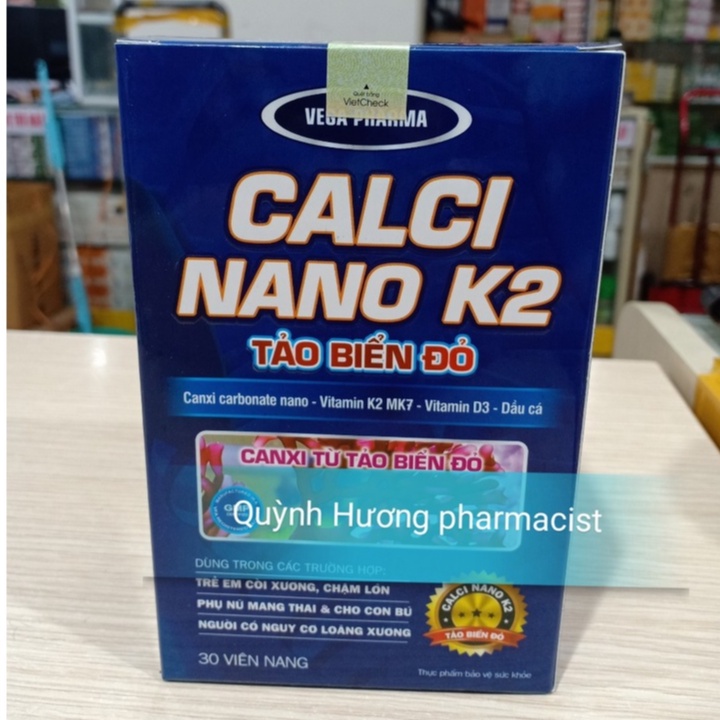 Quét trồng
VietCheck
VEGA PHARMA
CALCI
NANO K2
TẢO BIỂN ĐỎ
Canxi carbonate nano - Vitamin K2 MK7 - Vitamin D3 - Dầu cá
CANXI TỪ TẢO BIỂN ĐỎ
GMP
Quỳnh Hương pharmacist
DÙNG TRONG CÁC TRƯỜNG HỢP:
TRẺ EM CÒI XƯƠNG, CHẬM LỚN
PHỤ NỮ MANG THAI & CHO CON BÚ
NGƯỜI CÓ NGUY CƠ LOÃNG XƯƠNG
CALCI NANO K2
TẢO BIỂN ĐỎ
30 VIÊN NANG
Thực phẩm bảo vệ sức khỏe